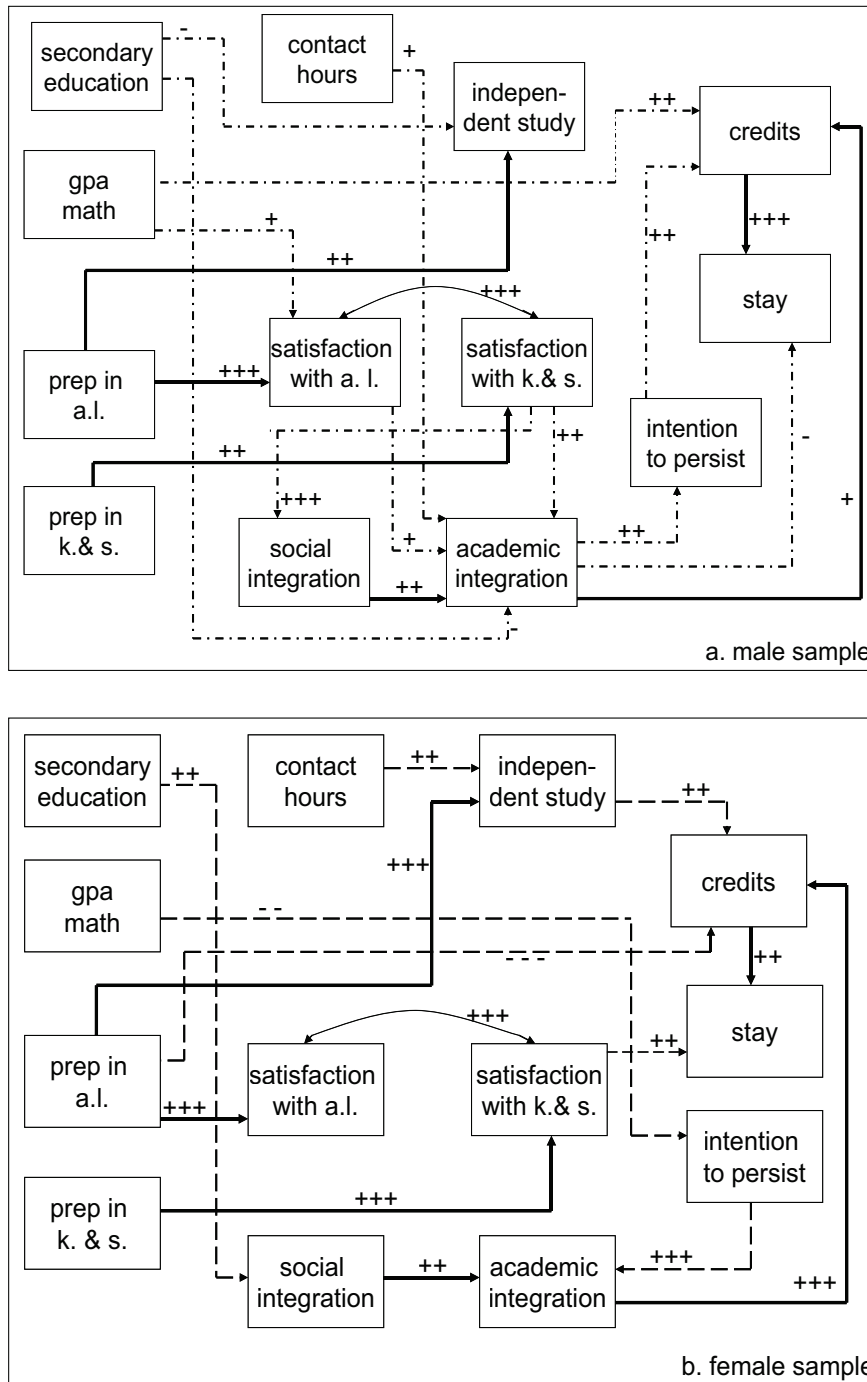 secondary
education
-
contact
hours
+
indepen-
dent study
++
credits
gpa
math
+
++
++
+++
stay
+++
satisfaction
with a. l.
satisfaction
with k.& s.
prep in
a.l.
+++
intention
to persist
-
++
++
+++
prep in
k.& s.
+
social
integration
++
+
academic
integration
++
-
a. male sample
secondary
education
++
contact
hours
++
indepen-
dent study
++
+++
credits
gpa
math
- -
- - -
++
stay
+++
++
prep in
a.l.
+++
satisfaction
with a.l.
satisfaction
with k.& s.
intention
to persist
prep in
k. & s.
+++
social
integration
++
academic
integration
+++
+++
b. female sample